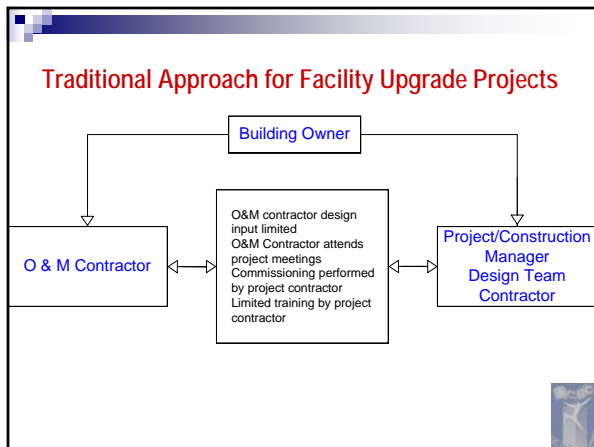 Traditional Approach for Facility Upgrade Projects
Building Owner
O & M Contractor
O&M contractor design
input limited
O&M Contractor attends
project meetings
Commissioning performed
by project contractor
Limited training by project
contractor
Project/Construction
Manager
Design Team
Contractor